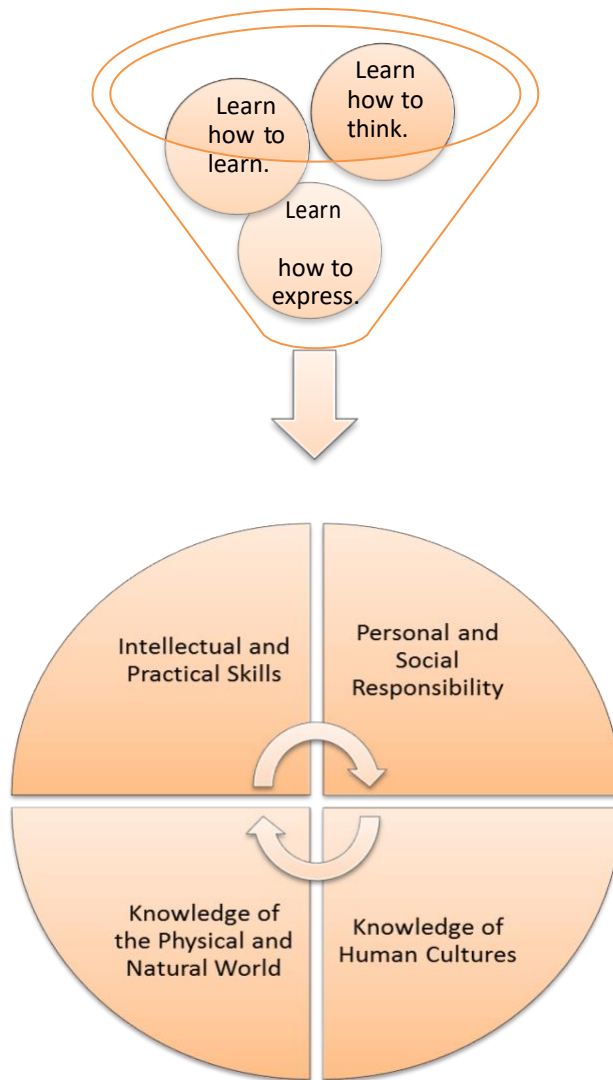 Learn
how to
learn.
Learn
how to
think.
Learn
how to
express.
Intellectual and
Practical Skills
Personal and
Social
Responsibility
Knowledge of
the Physical and
Natural World
Knowledge of
Human Cultures